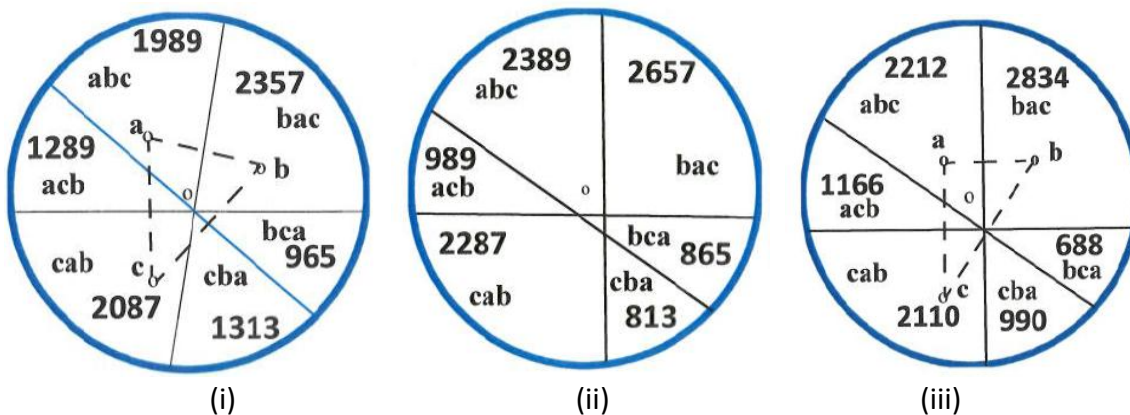 1989
abc
2357
bac
a
b
1289
acb
o
bca
965
cab
c
cba
2087
1313
(i)
2389
abc
2657
bac
989
acb
o
2287
cab
bca
865
cba
813
(ii)
2212
abc
2834
bac
a
b
1166
acb
o
688
bca
cab
c
cba
2110
990
(iii)